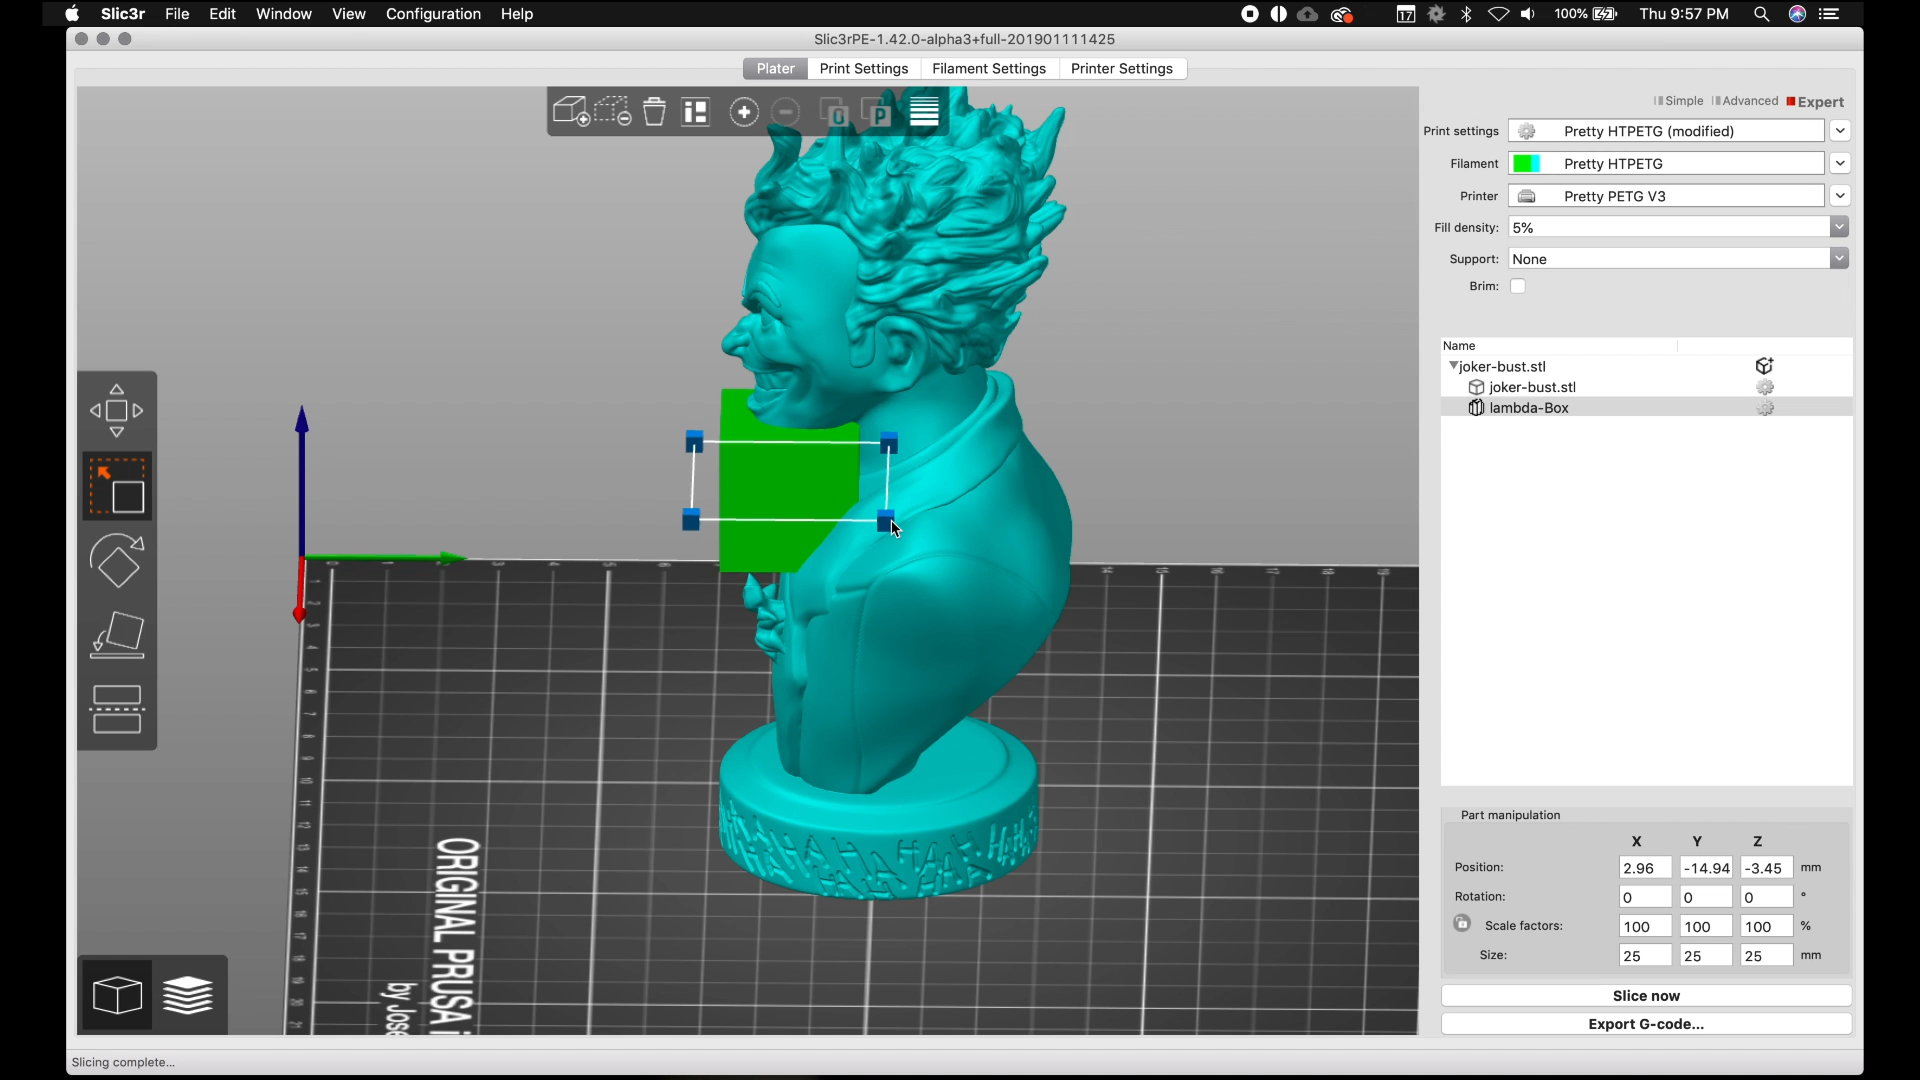 Slic3r File Edit Window View Configuration Help
17 100% Thu 9:57 PM
Slic3rPE-1.42.0-alpha3+full-201901111425
Plater Print Settings Filament Settings Printer Settings
Simple Advanced Expert
Print settings Pretty HTPETG (modified)
Filament Pretty HTPETG
Printer Pretty PETG V3
Fill density: 5%
Support: None
Brim:
Name
joker-bust.stl
joker-bust.stl
lambda-Box
Part manipulation
X Y Z
Position: 2.96 -14.94 -3.45 mm
Rotation: 0 0 0 °
Scale factors: 100 100 100 %
Size: 25 25 25 mm
Slice now
Export G-code...
ORIGINAL PRUSA i
by Jose
Slicing complete...